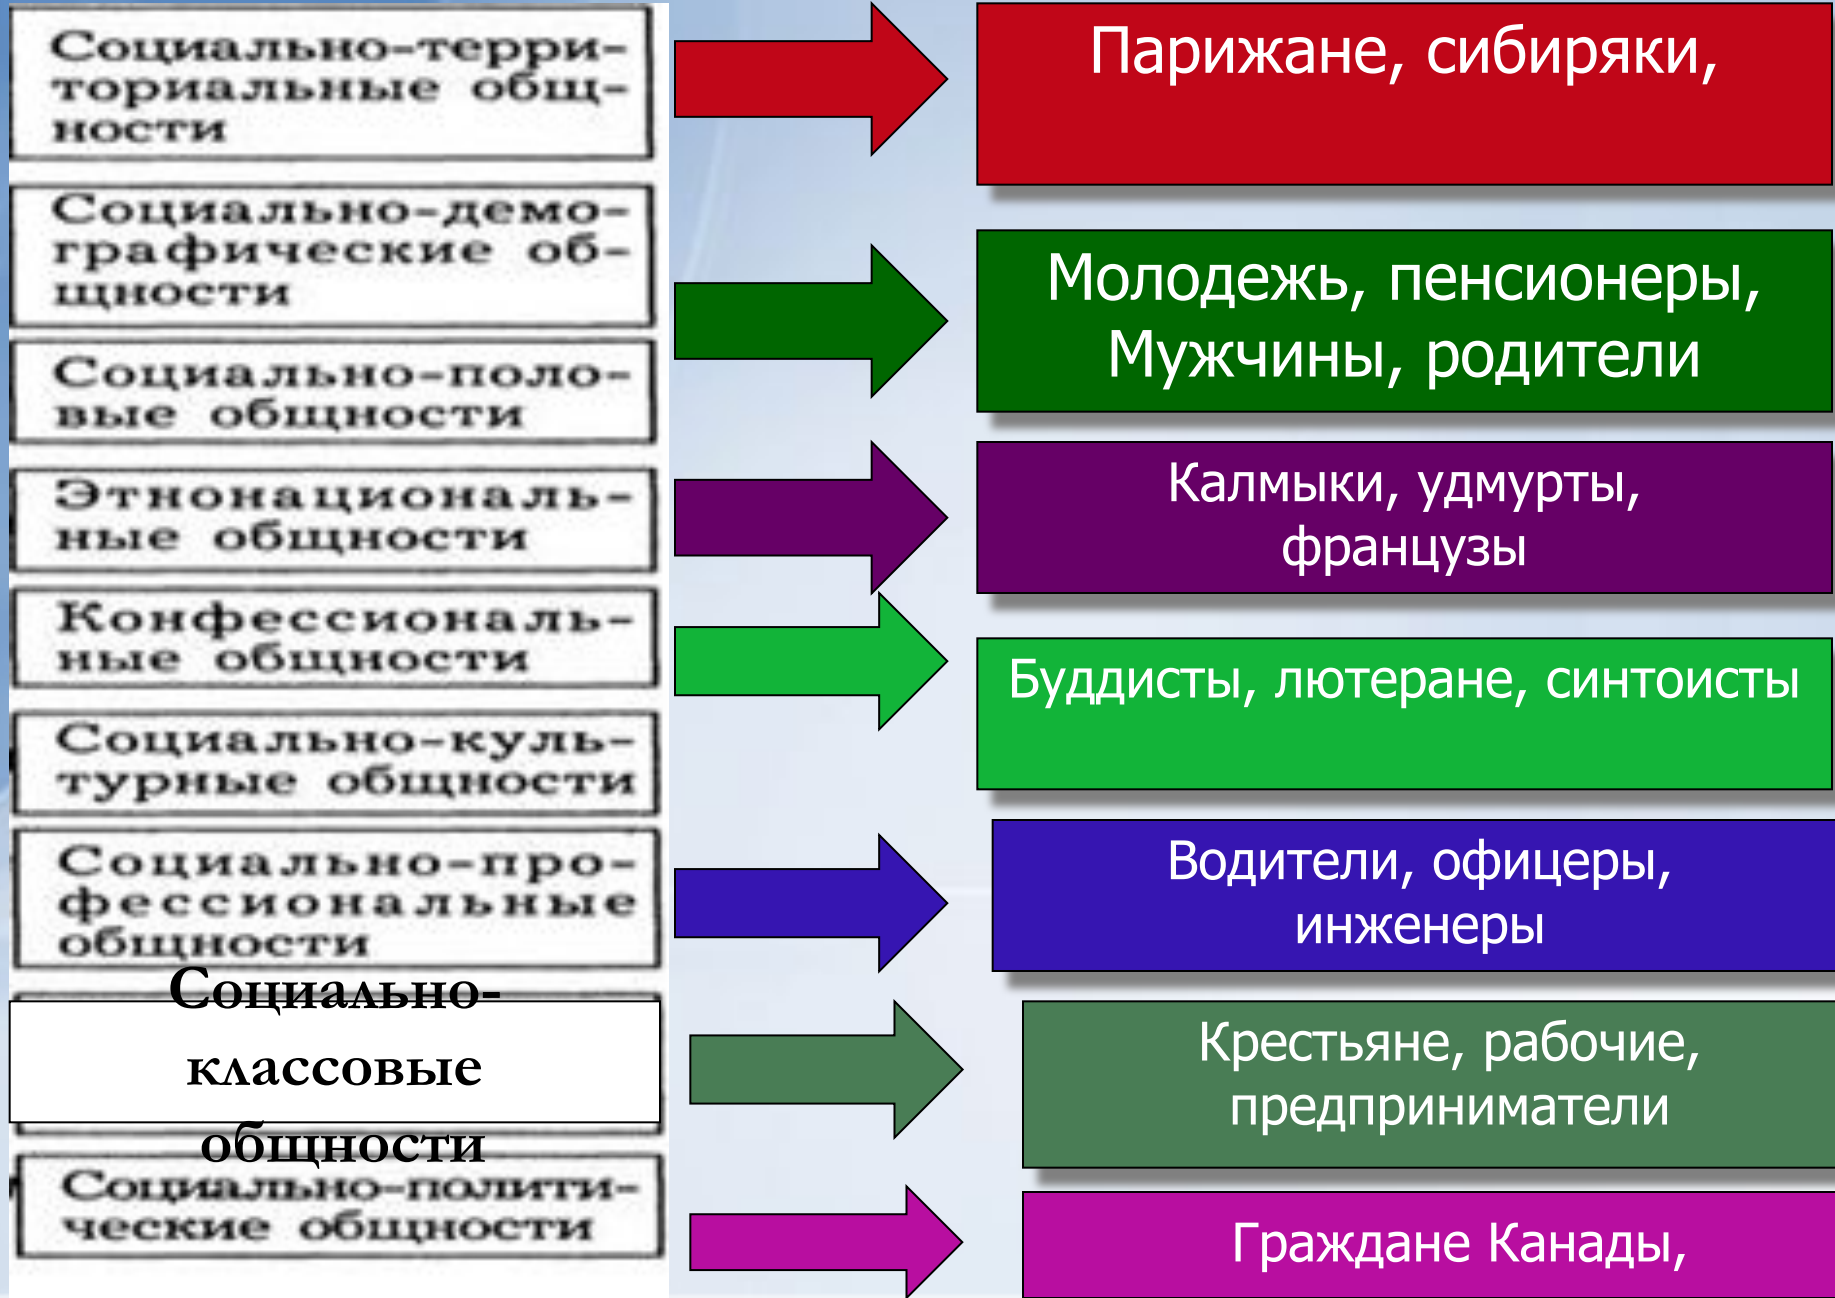 Социально-терри-
ториальные общ-
ности
Парижане, сибиряки,
Социально-демо-
графические об-
щности
Молодежь, пенсионеры,
Мужчины, родители
Социально-поло-
вые общности
Этнонациональ-
ные общности
Калмыки, удмурты,
французы
Конфессиональ-
ные общности
Буддисты, лютеране, синтоисты
Социально-куль-
турные общности
Социально-про-
фессиональные
общности
Водители, офицеры,
инженеры
Социально-
классовые
общности
Крестьяне, рабочие,
предприниматели
Социально-полити-
ческие общности
Граждане Канады,